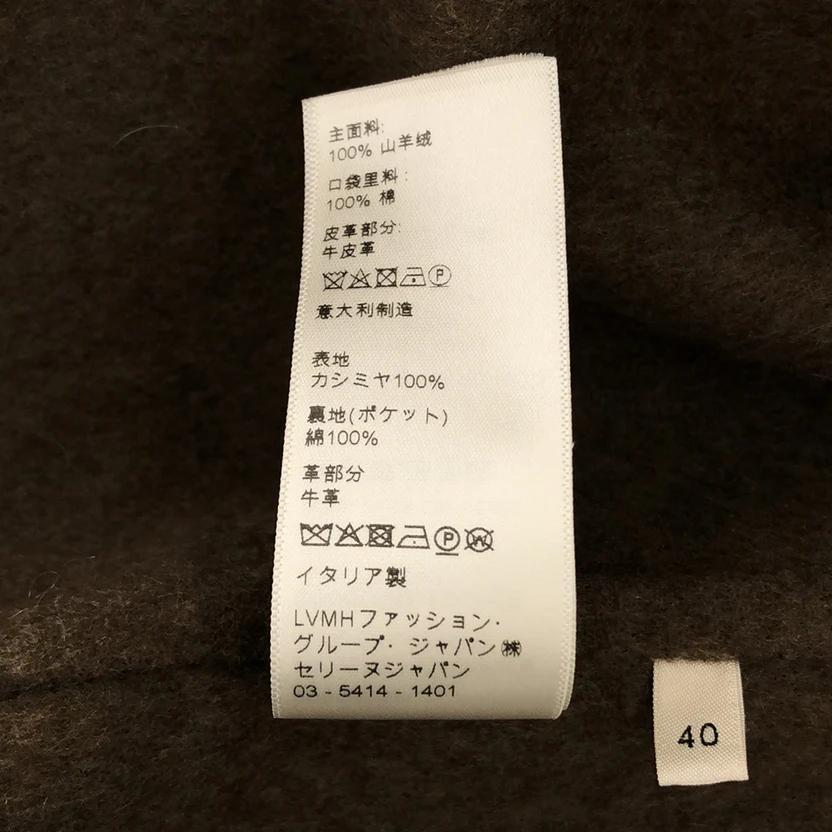 主面料:
100% 山羊绒
口袋里料:
100% 棉
皮革部分:
牛皮革
P
意大利制造
表地
カシミヤ100%
裏地(ポケット)
綿100%
革部分
牛革
P W
イタリア製
LVMHファッション・
グループ・ジャパン㈱
セリーヌジャパン
03 - 5414 - 1401
40